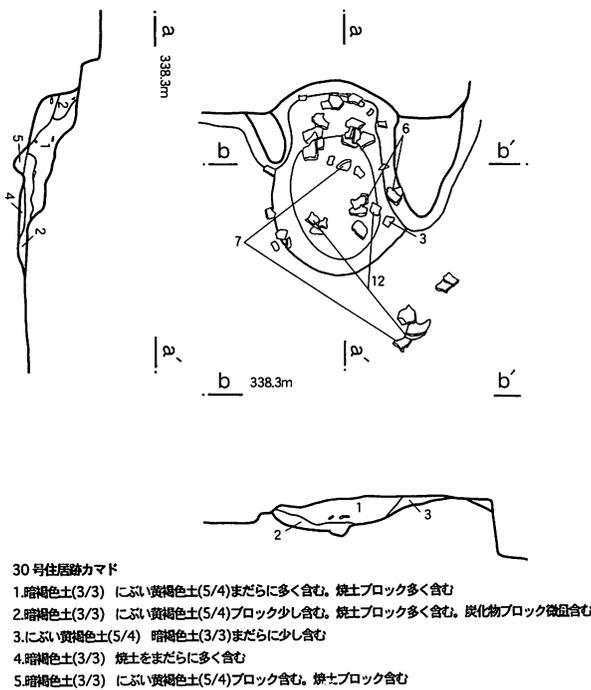 a
a
338.3m
2
1
5
4
2
6
b
b′
7
3
12
a′
a′
b
338.3m
b′
1
2
3
30号住居跡カマド
1.暗褐色土(3/3) にぶい黄褐色土(5/4)まだらに多く含む。焼土ブロック多く含む
2.暗褐色土(3/3) にぶい黄褐色土(5/4)ブロック少し含む。焼土ブロック多く含む。炭化物ブロック微量含む
3.にぶい黄褐色土(5/4) 暗褐色土(3/3)まだらに少し含む
4.暗褐色土(3/3) 焼土をまだらに多く含む
5.暗褐色土(3/3) にぶい黄褐色土(5/4)ブロック含む。焼土ブロック含む